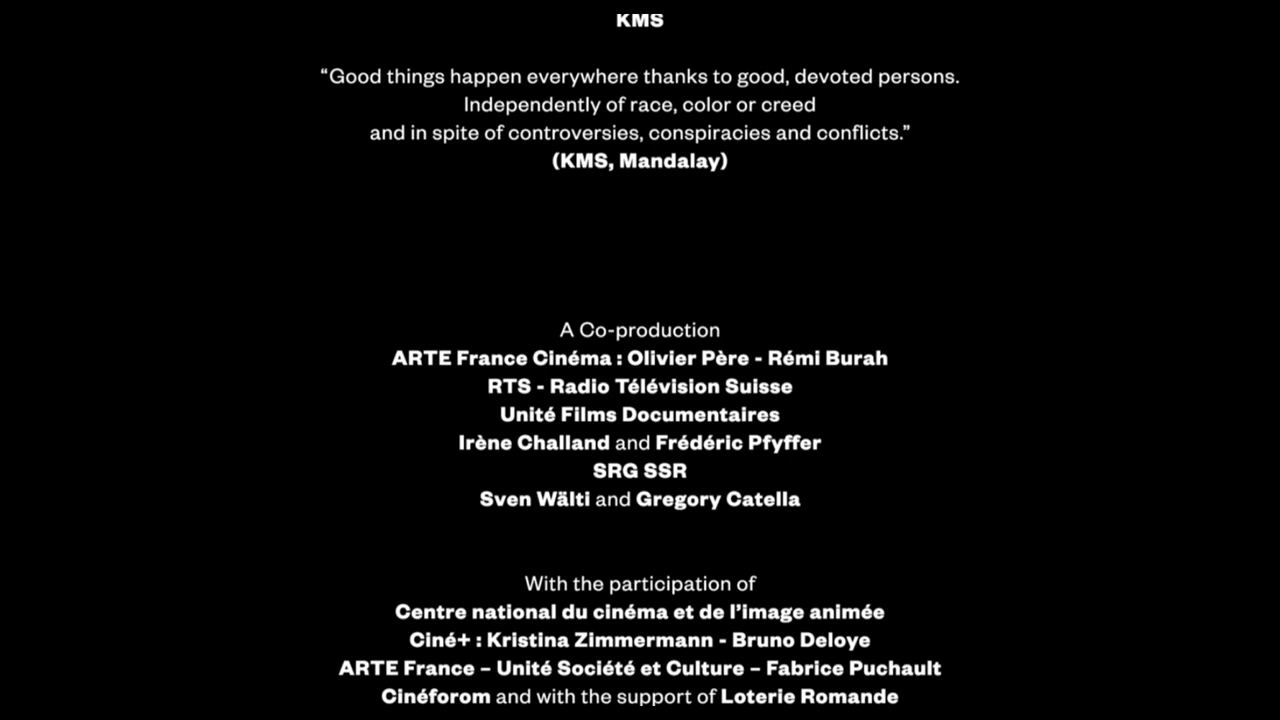 KMS
“Good things happen everywhere thanks to good, devoted persons.
Independently of race, color or creed
and in spite of controversies, conspiracies and conflicts.”
(KMS, Mandalay)
A Co-production
ARTE France Cinéma : Olivier Père - Rémi Burah
RTS - Radio Télévision Suisse
Unité Films Documentaires
Irène Challand and Frédéric Pfyffer
SRG SSR
Sven Wälti and Gregory Catella
With the participation of
Centre national du cinéma et de l’image animée
Ciné+ : Kristina Zimmermann - Bruno Deloye
ARTE France – Unité Société et Culture – Fabrice Puchault
Cinéforom and with the support of Loterie Romande